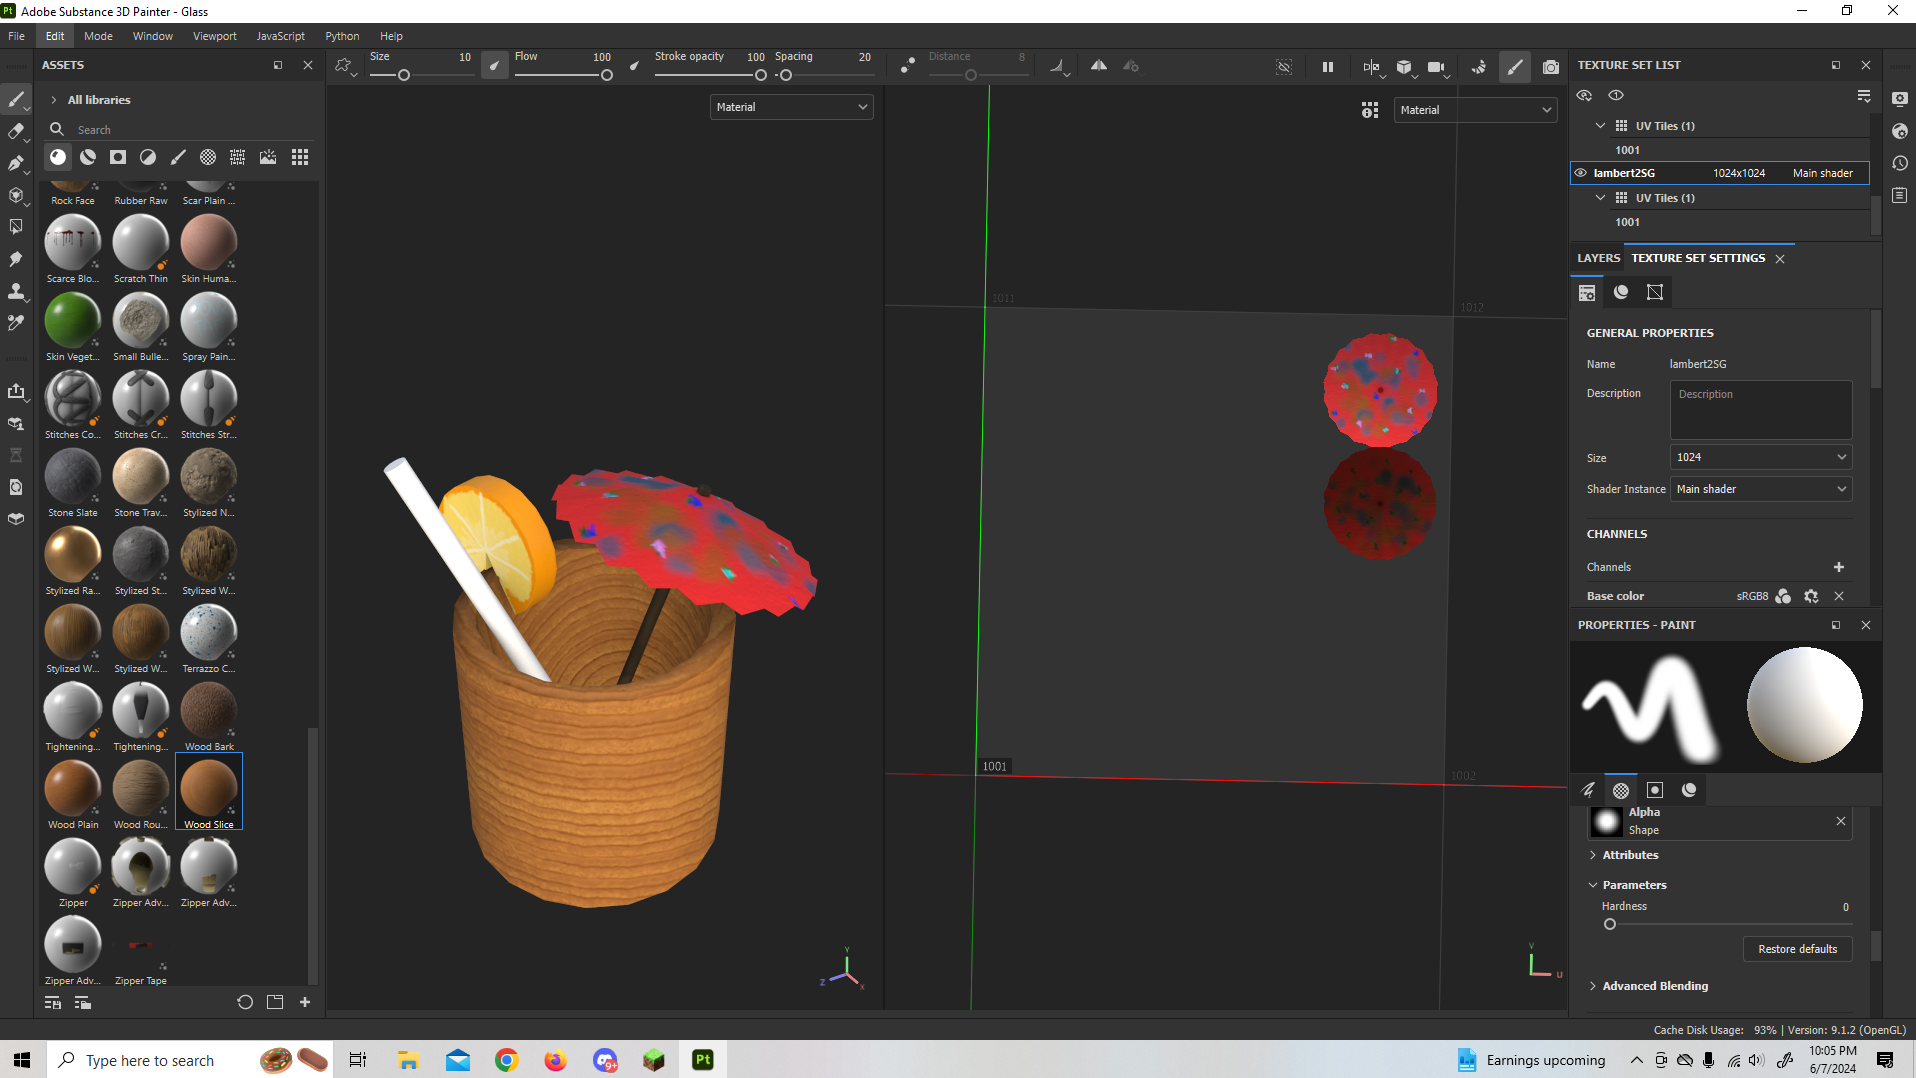 Pt Adobe Substance 3D Painter - Glass
File Edit Mode Window Viewport JavaScript Python Help
ASSETS
Size 10 Flow 100 Stroke opacity 100 Spacing 20 Distance 8
All libraries
Search
Rock Face Rubber Raw Scar Plain ...
Scarce Blo... Scratch Thin Skin Huma...
Skin Veget... Small Bulle... Spray Pain...
Stitches Co... Stitches Cr... Stitches Str...
Stone Slate Stone Trav... Stylized N...
Stylized Ra... Stylized St... Stylized W...
Stylized W... Stylized W... Terrazzo C...
Tightening... Tightening... Wood Bark
Wood Plain Wood Rou... Wood Slice
Zipper Zipper Adv... Zipper Adv...
Zipper Adv... Zipper Tape
Material
Y
Z
X
Material
1011
1012
1001
1002
V
U
TEXTURE SET LIST
UV Tiles (1)
1001
lambert2SG 1024x1024 Main shader
UV Tiles (1)
1001
LAYERS TEXTURE SET SETTINGS
GENERAL PROPERTIES
Name lambert2SG
Description Description
Size 1024
Shader Instance Main shader
CHANNELS
Channels
Base color sRGB8
PROPERTIES - PAINT
Alpha
Shape
Attributes
Parameters
Hardness 0
Restore defaults
Advanced Blending
Cache Disk Usage: 93% | Version: 9.1.2 (OpenGL)
Type here to search
9+
Pt
Earnings upcoming
10:05 PM
6/7/2024